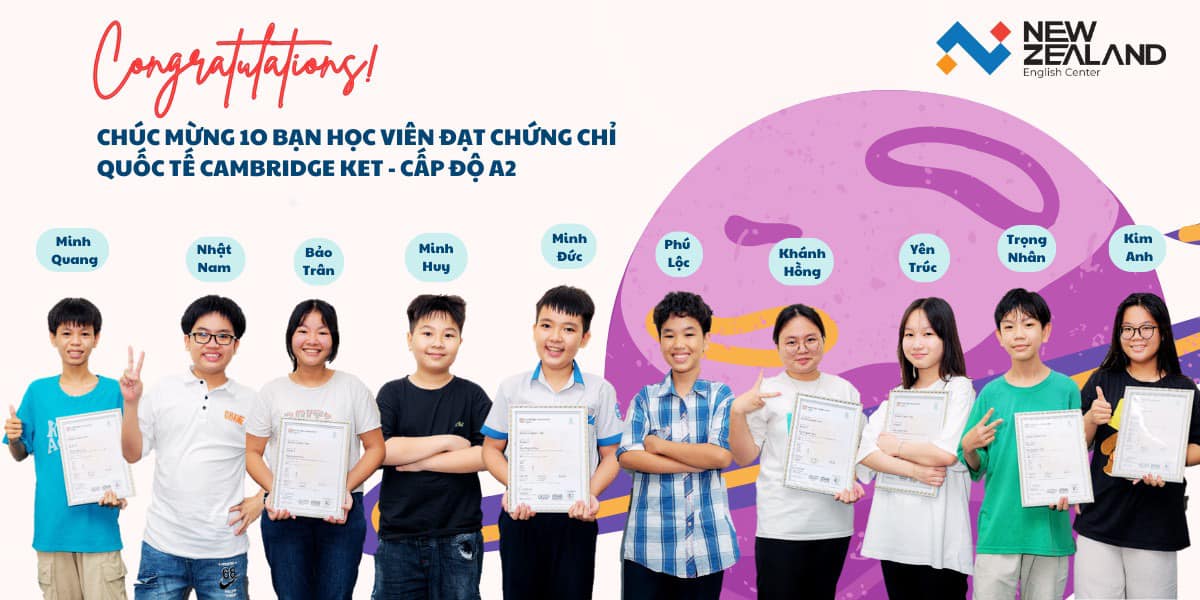 Congratulations!
NEW
ZEALAND
English Center
CHÚC MỪNG 10 BẠN HỌC VIÊN ĐẠT CHỨNG CHỈ
QUỐC TẾ CAMBRIDGE KET - CẤP ĐỘ A2
Minh
Quang
Nhật
Nam
Bảo
Trân
Minh
Huy
Minh
Đức
Phú
Lộc
Khánh
Hồng
Yên
Trúc
Trọng
Nhân
Kim
Anh